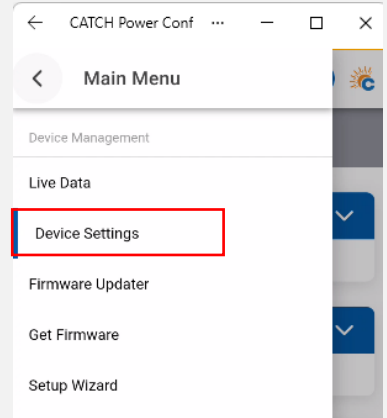 CATCH Power Conf
Main Menu
Device Management
Live Data
Device Settings
Firmware Updater
Get Firmware
Setup Wizard